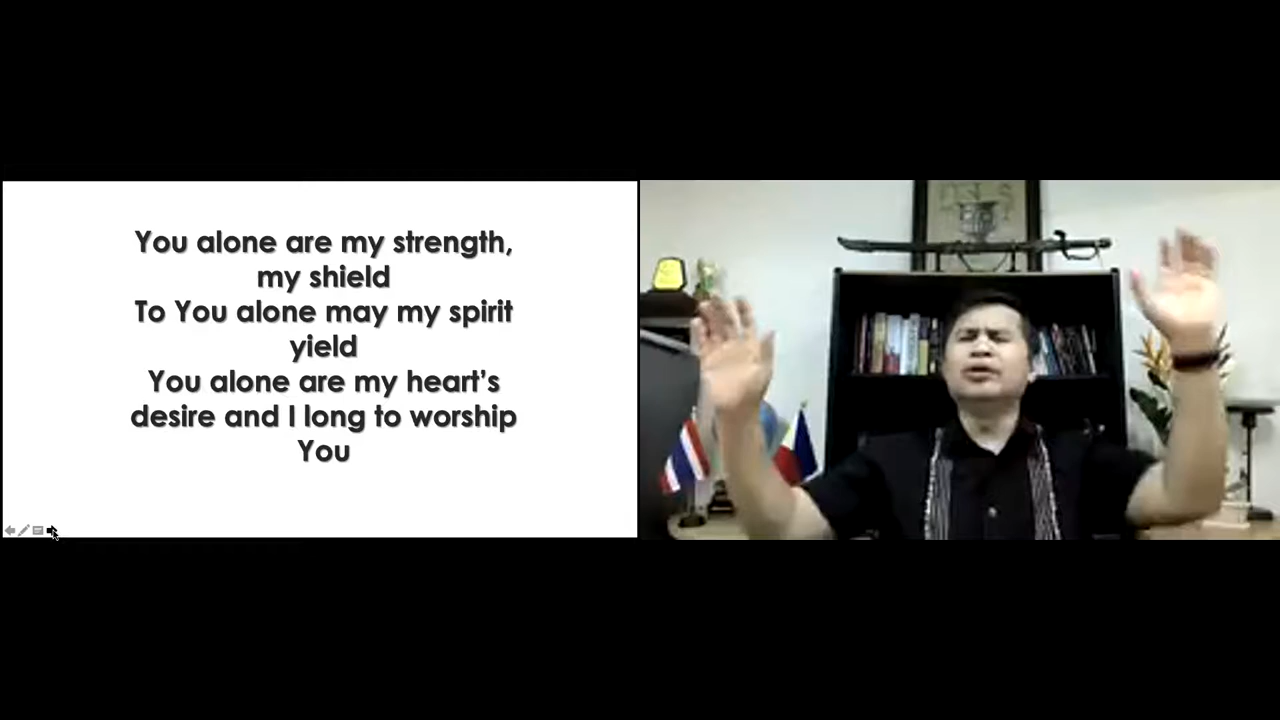 You alone are my strength,
my shield
To You alone may my spirit
yield
You alone are my heart's
desire and I long to worship
You